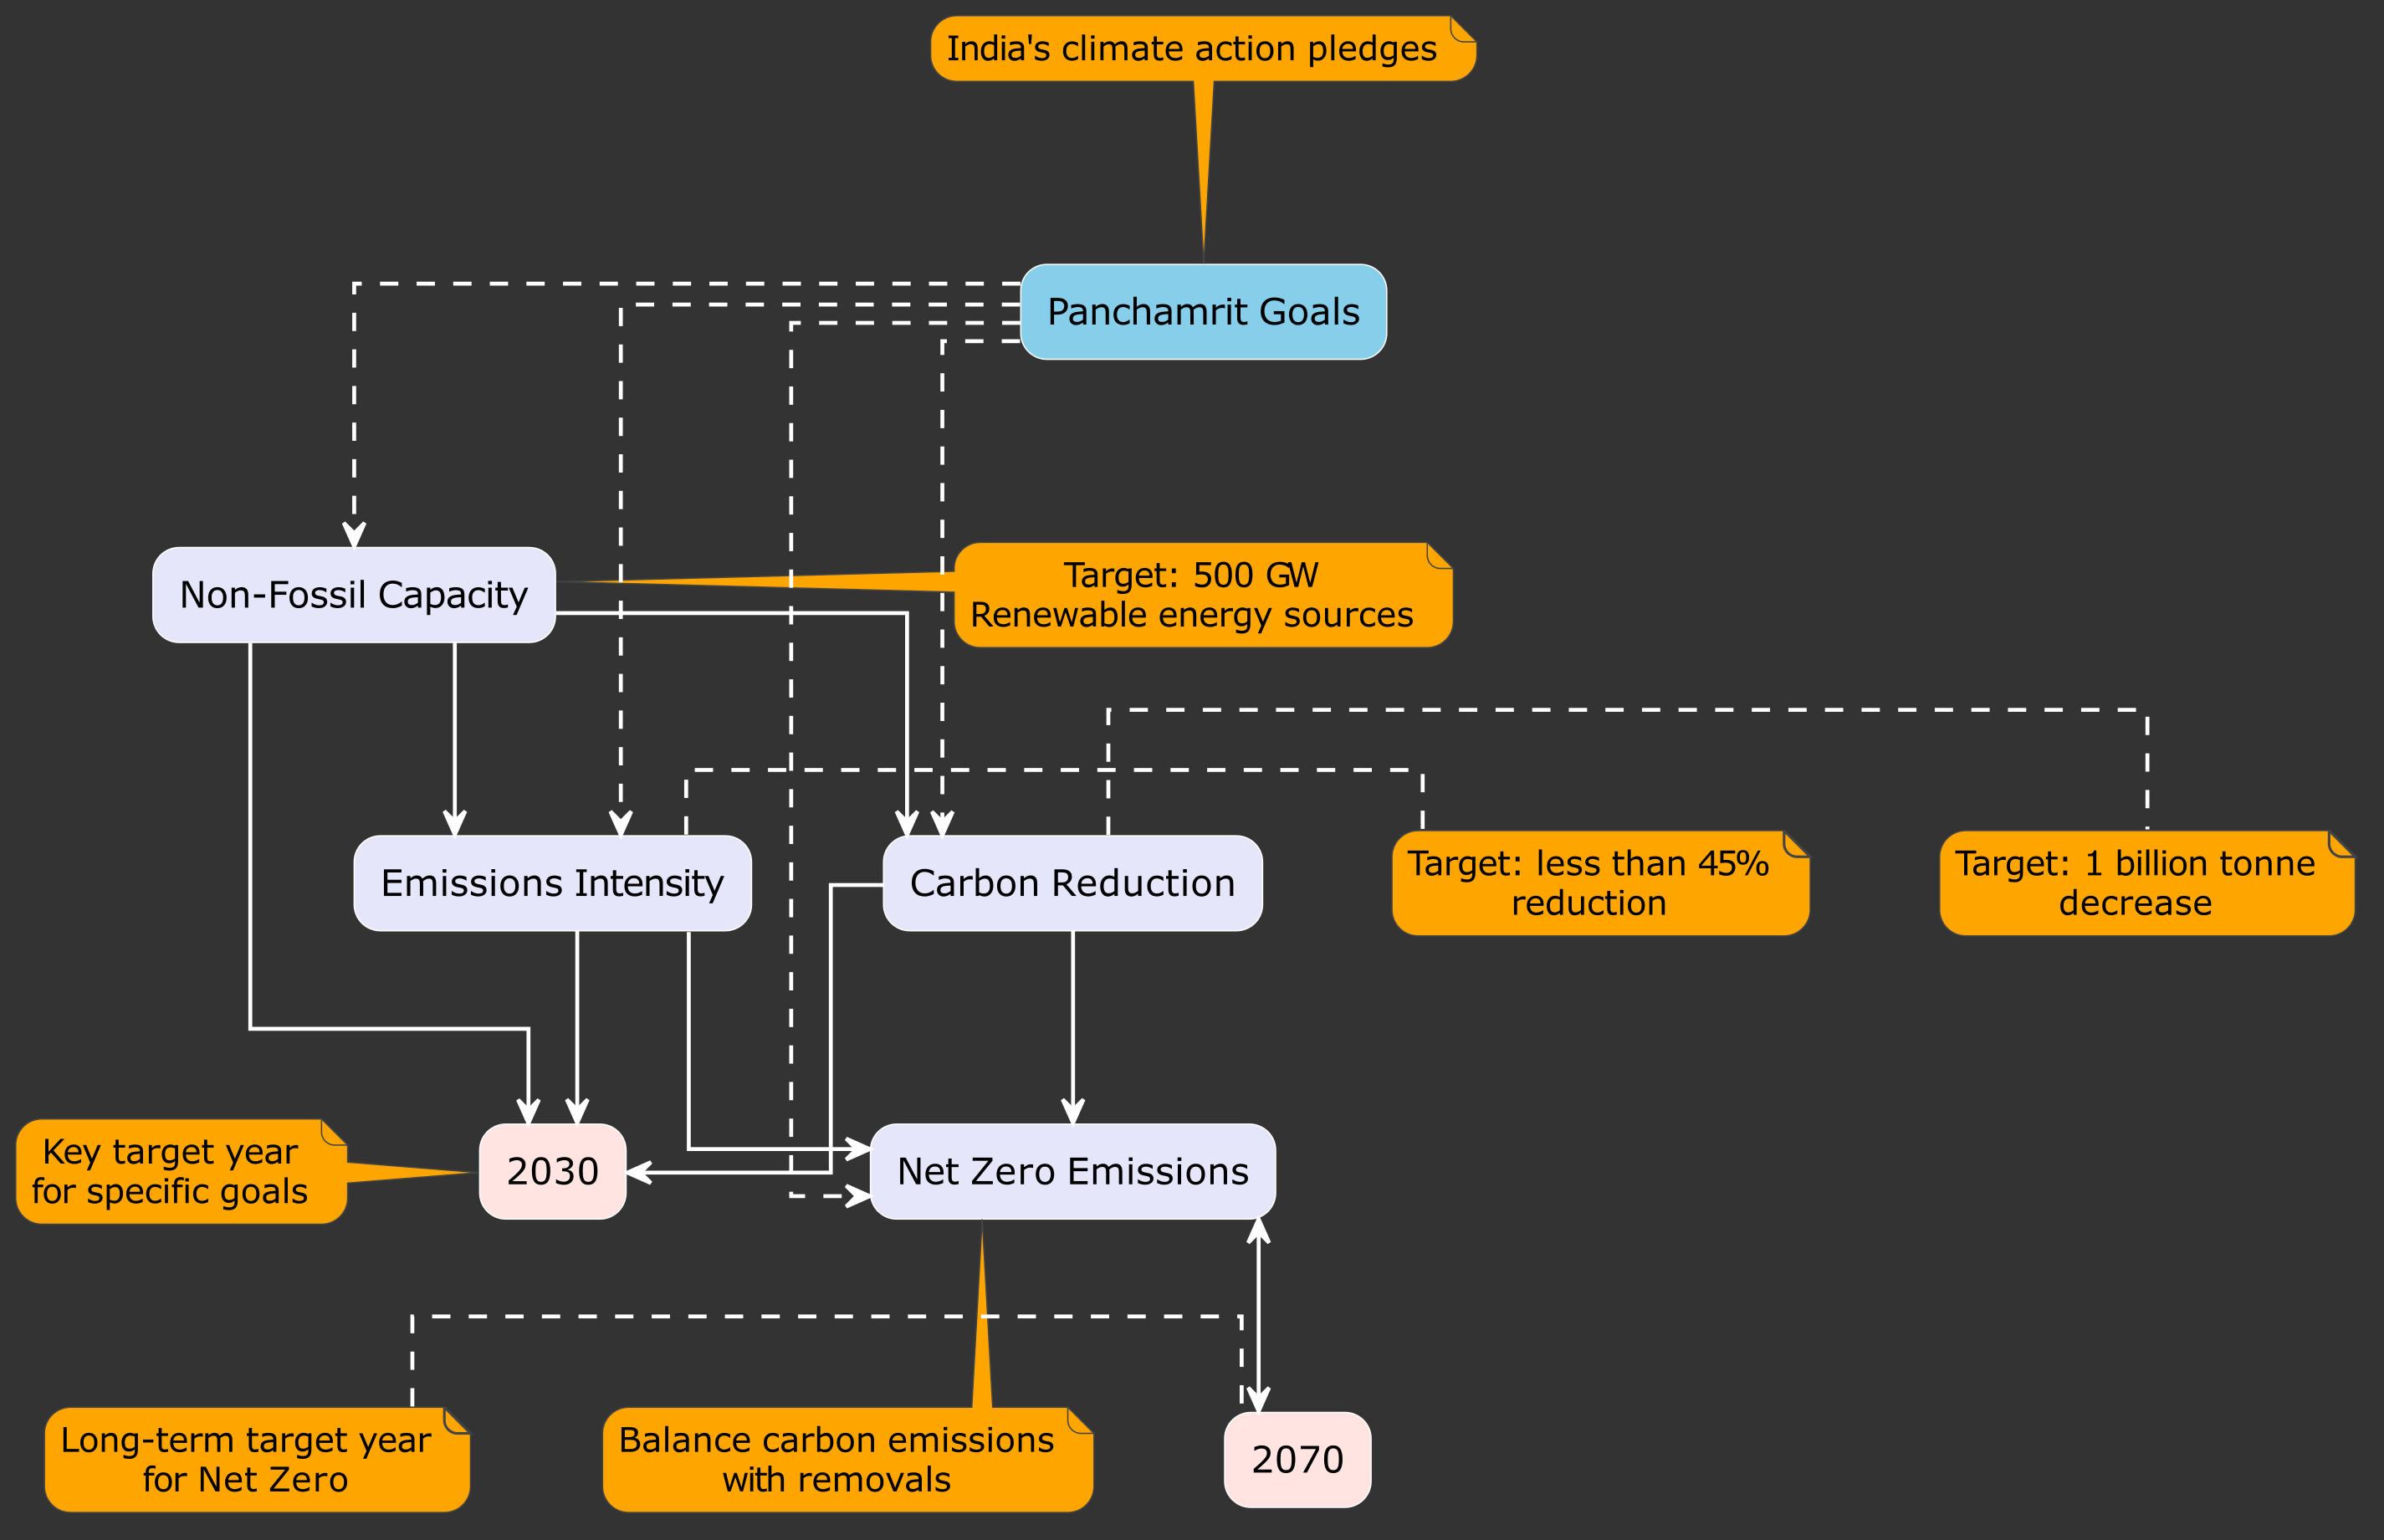 India's climate action pledges
Panchamrit Goals
Non-Fossil Capacity
Target: 500 GW
Renewable energy sources
Emissions Intensity
Carbon Reduction
Target: less than 45%
reduction
Target: 1 billion tonne
decrease
Key target year
for specific goals
2030
Net Zero Emissions
Long-term target year
for Net Zero
Balance carbon emissions
with removals
2070